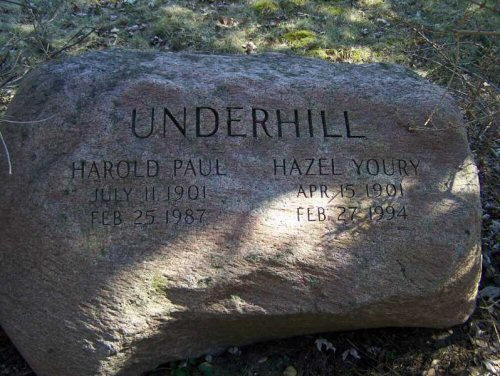 UNDERHILL
HAROLD PAUL
JULY 11 1901
FEB 25 1987
HAZEL YOURY
APR 15 1901
FEB 27 1994